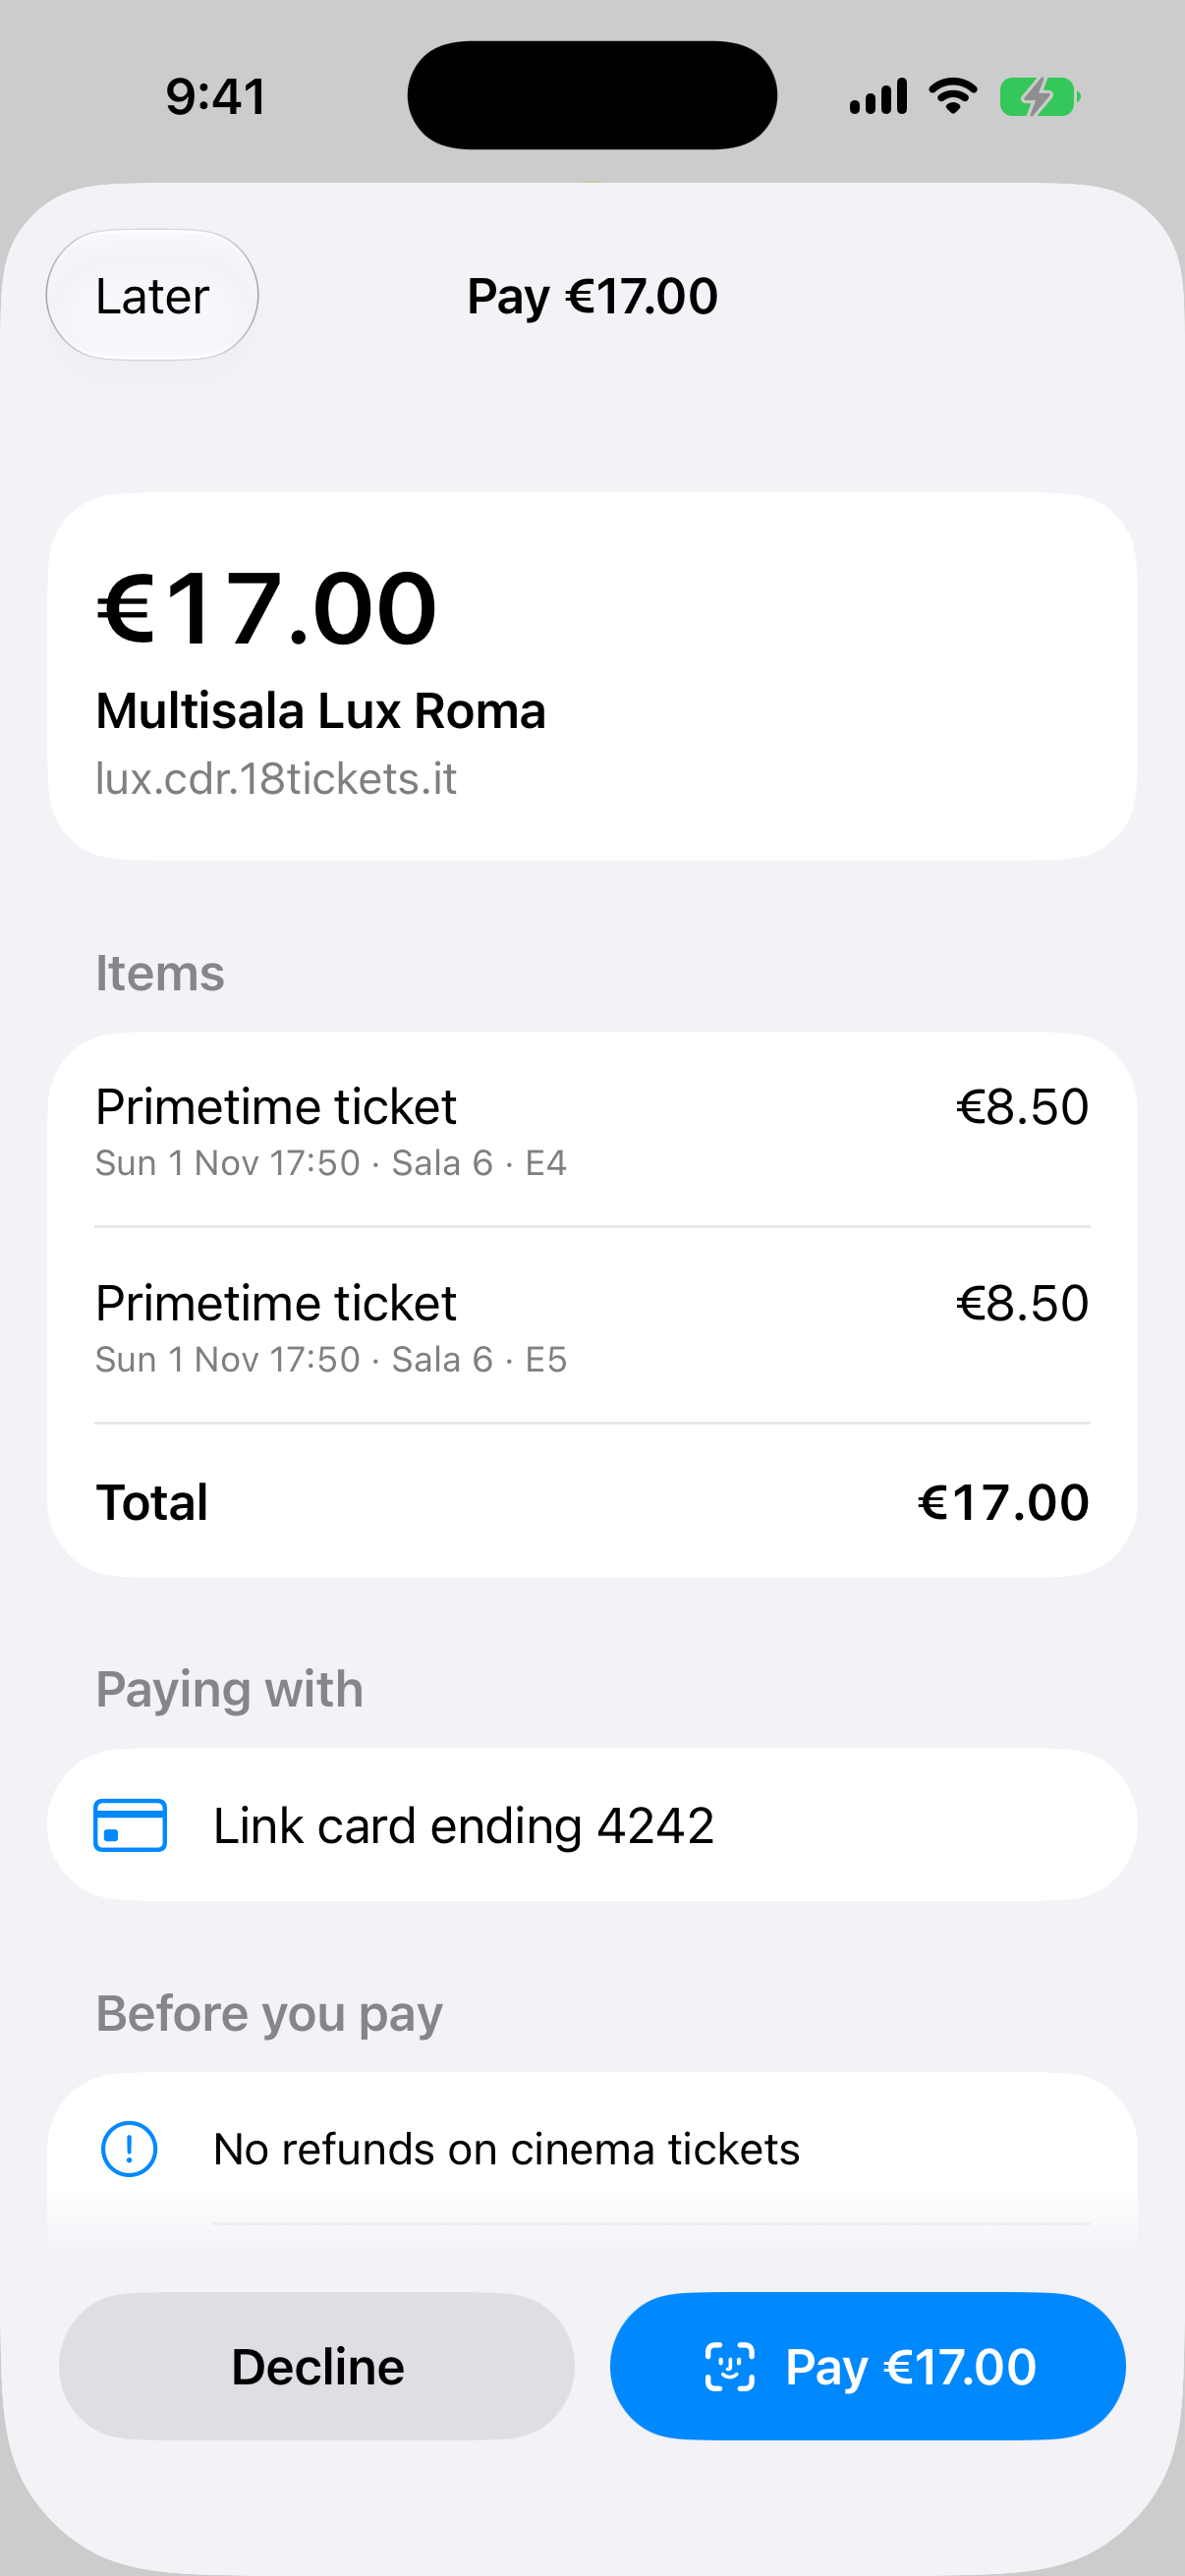 9:41
Later
Pay €17.00
€17.00
Multisala Lux Roma
lux.cdr.18tickets.it
Items
Primetime ticket €8.50
Sun 1 Nov 17:50 · Sala 6 · E4
Primetime ticket €8.50
Sun 1 Nov 17:50 · Sala 6 · E5
Total €17.00
Paying with
Link card ending 4242
Before you pay
No refunds on cinema tickets
Decline
Pay €17.00